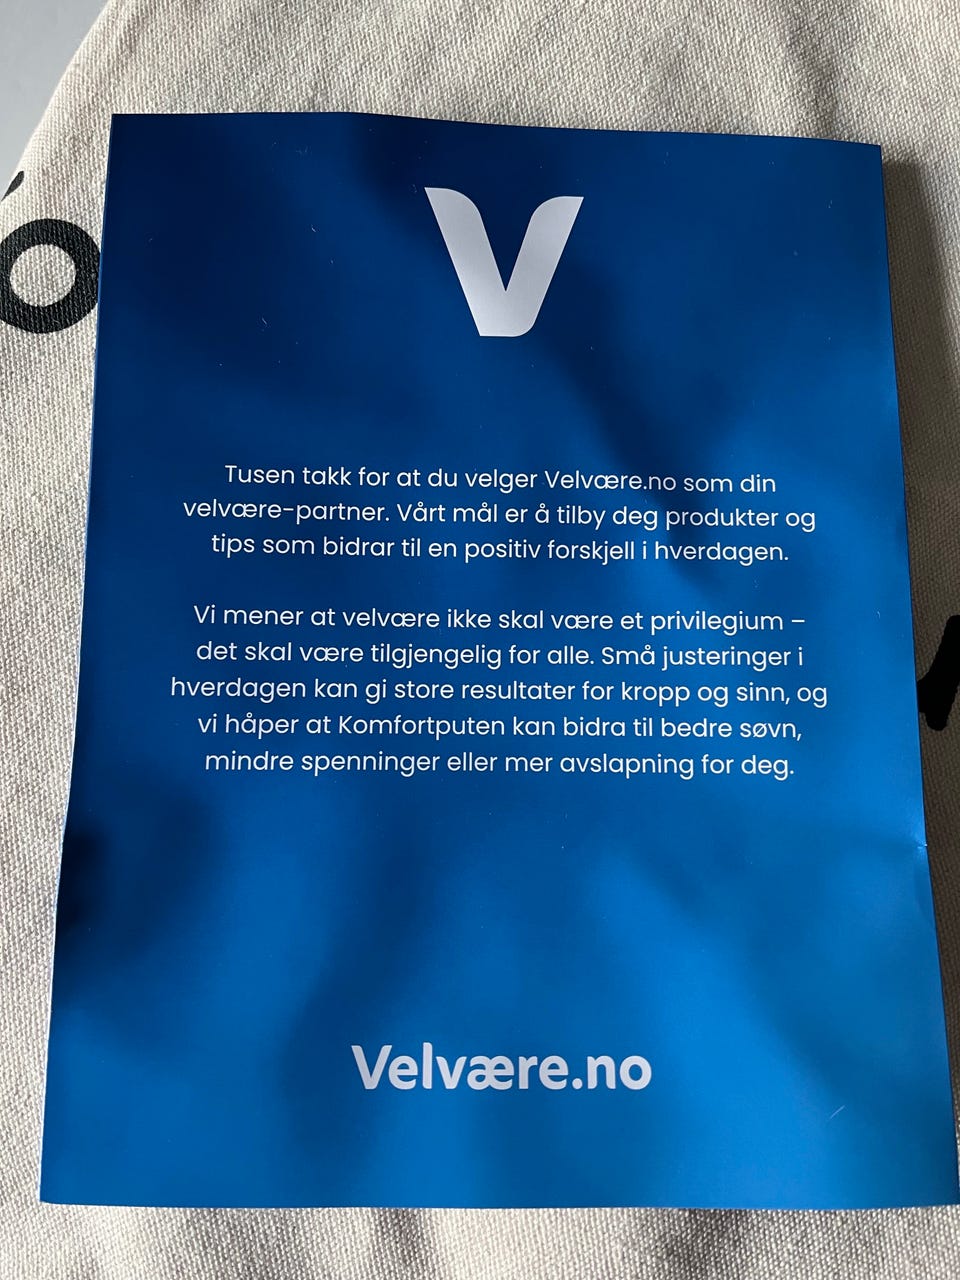 V
Tusen takk for at du velger Velvære.no som din
velvære-partner. Vårt mål er å tilby deg produkter og
tips som bidrar til en positiv forskjell i hverdagen.
Vi mener at velvære ikke skal være et privilegium –
det skal være tilgjengelig for alle. Små justeringer i
hverdagen kan gi store resultater for kropp og sinn, og
vi håper at Komfortputen kan bidra til bedre søvn,
mindre spenninger eller mer avslapning for deg.
Velvære.no